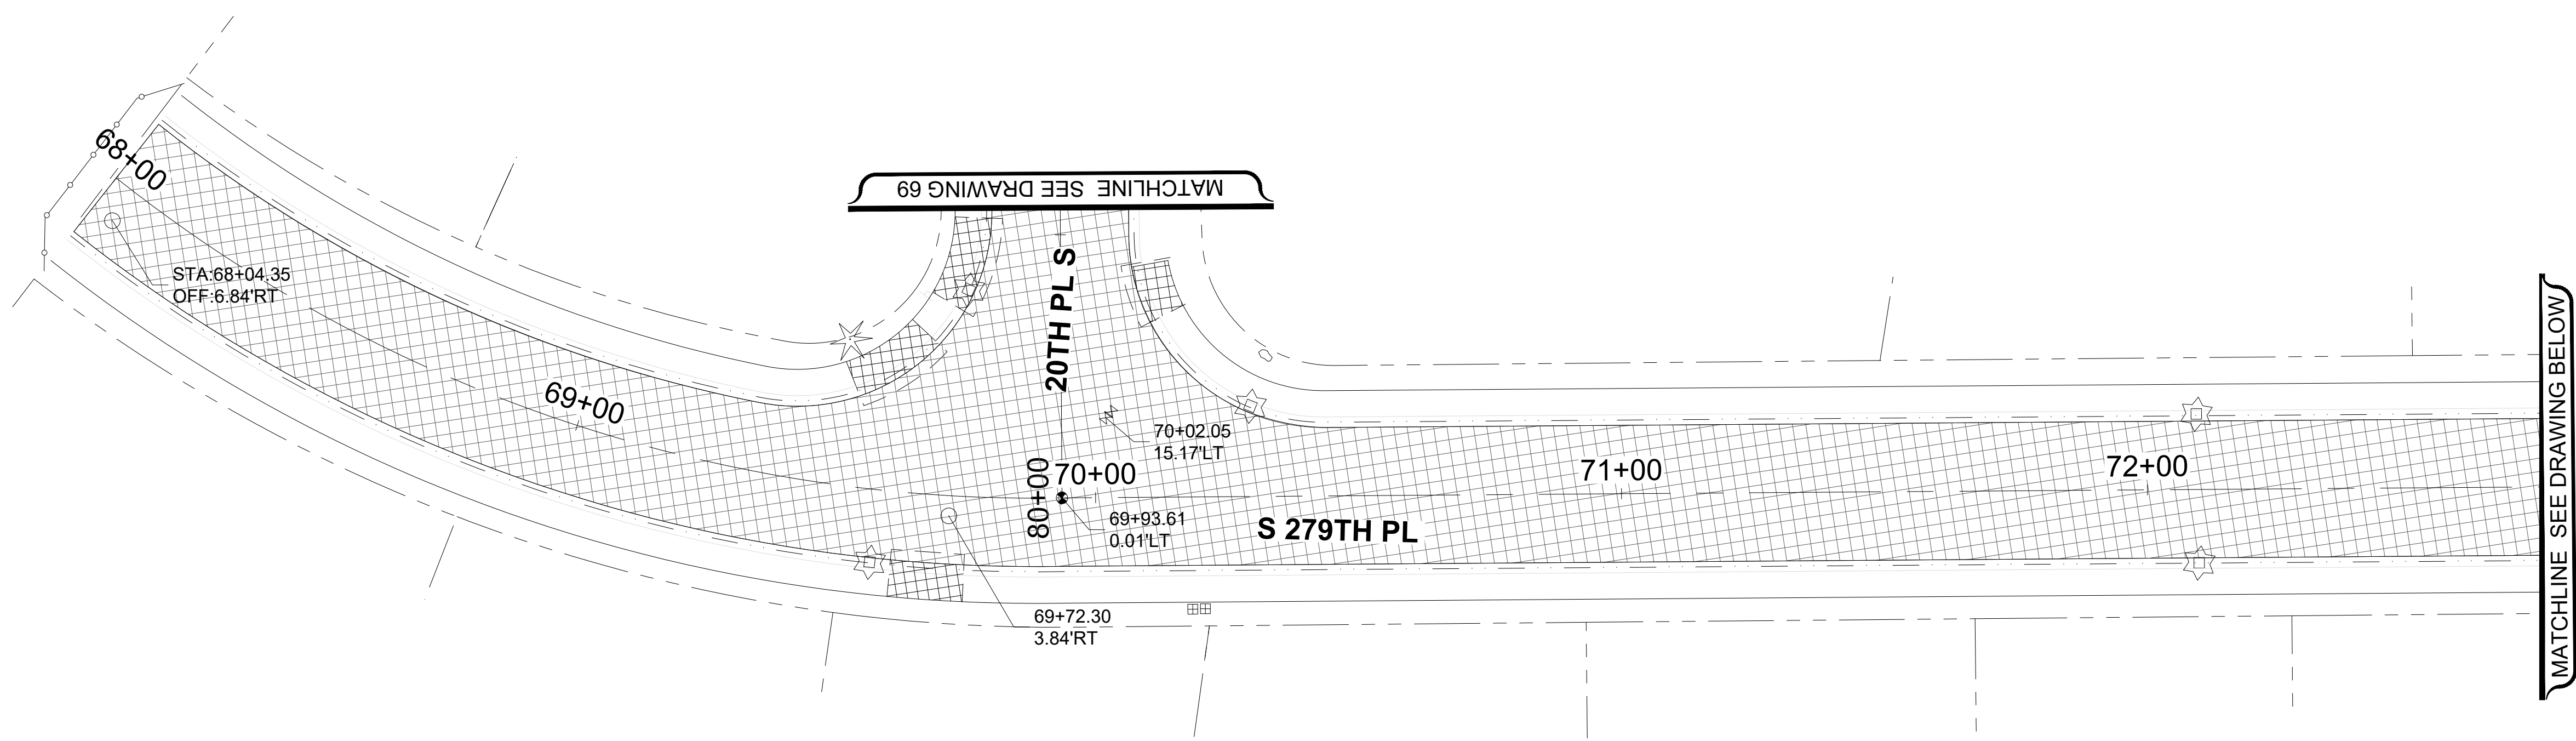 68+00
STA:68+04.35
OFF:6.84'RT
69+00
MATCHLINE SEE DRAWING 69
20TH PL S
70+02.05
15.17'LT
80+00
70+00
69+93.61
0.01'LT
S 279TH PL
69+72.30
3.84'RT
71+00
72+00
MATCHLINE SEE DRAWING BELOW